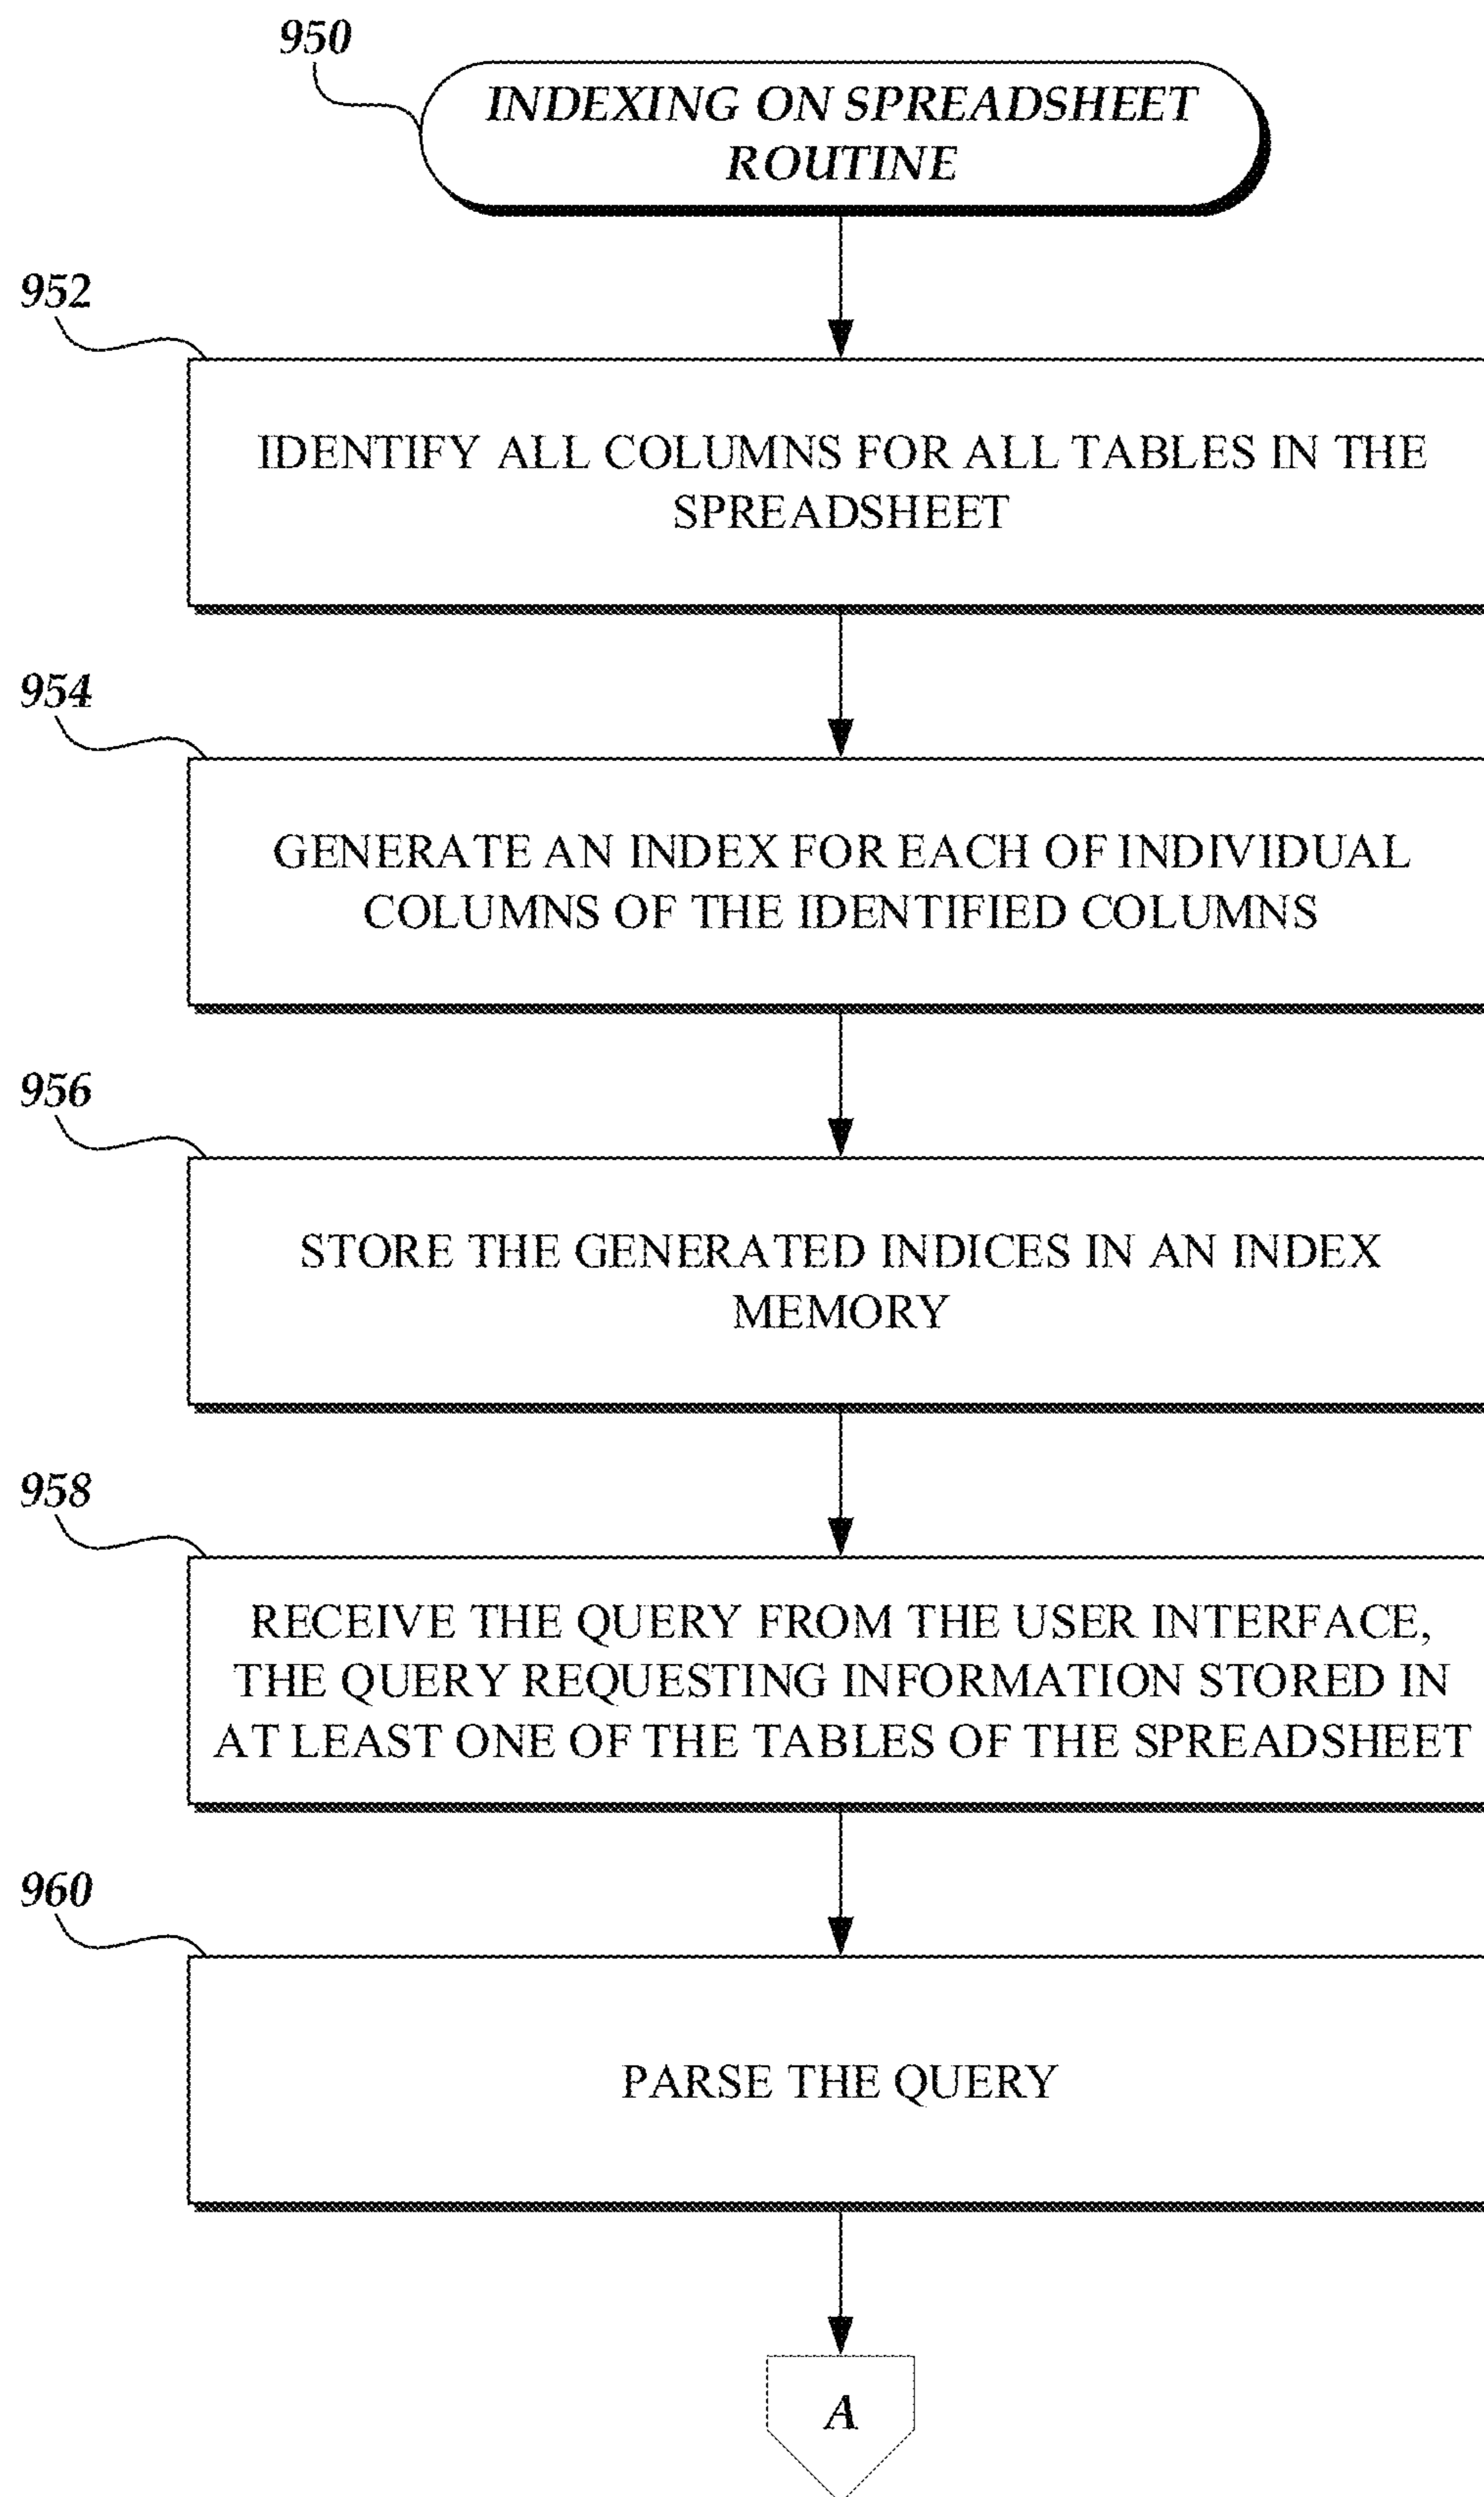 950
INDEXING ON SPREADSHEET
ROUTINE
952
IDENTIFY ALL COLUMNS FOR ALL TABLES IN THE
SPREADSHEET
954
GENERATE AN INDEX FOR EACH OF INDIVIDUAL
COLUMNS OF THE IDENTIFIED COLUMNS
956
STORE THE GENERATED INDICES IN AN INDEX
MEMORY
958
RECEIVE THE QUERY FROM THE USER INTERFACE,
THE QUERY REQUESTING INFORMATION STORED IN
AT LEAST ONE OF THE TABLES OF THE SPREADSHEET
960
PARSE THE QUERY
A